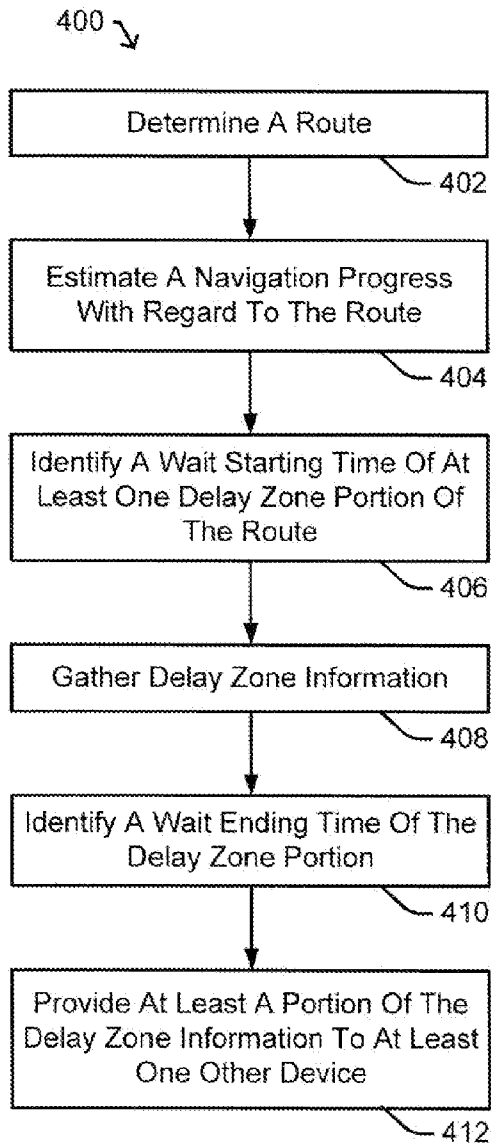 400
Determine A Route
402
Estimate A Navigation Progress
With Regard To The Route
404
Identify A Wait Starting Time Of At
Least One Delay Zone Portion Of
The Route
406
Gather Delay Zone Information
408
Identify A Wait Ending Time Of The
Delay Zone Portion
410
Provide At Least A Portion Of The
Delay Zone Information To At Least
One Other Device
412